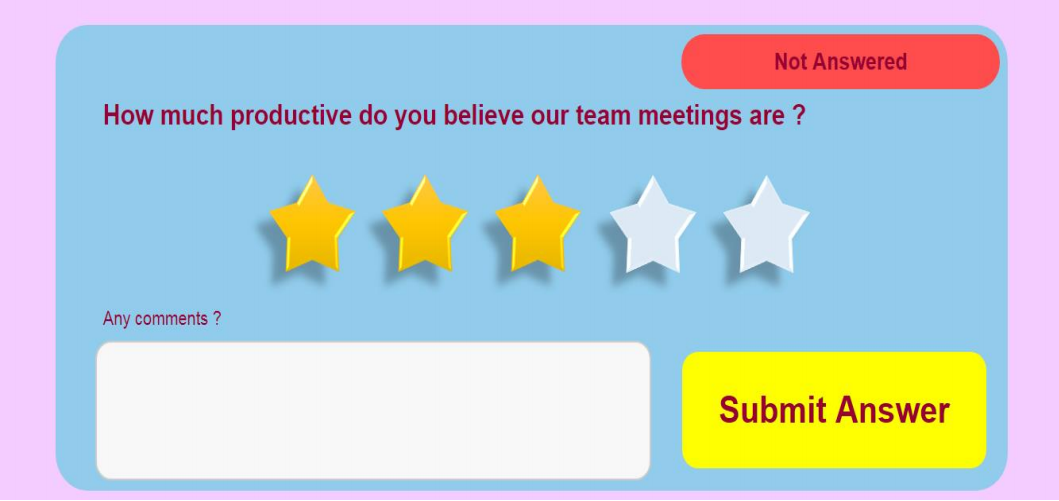 Not Answered
How much productive do you believe our team meetings are ?
Any comments ?
Submit Answer